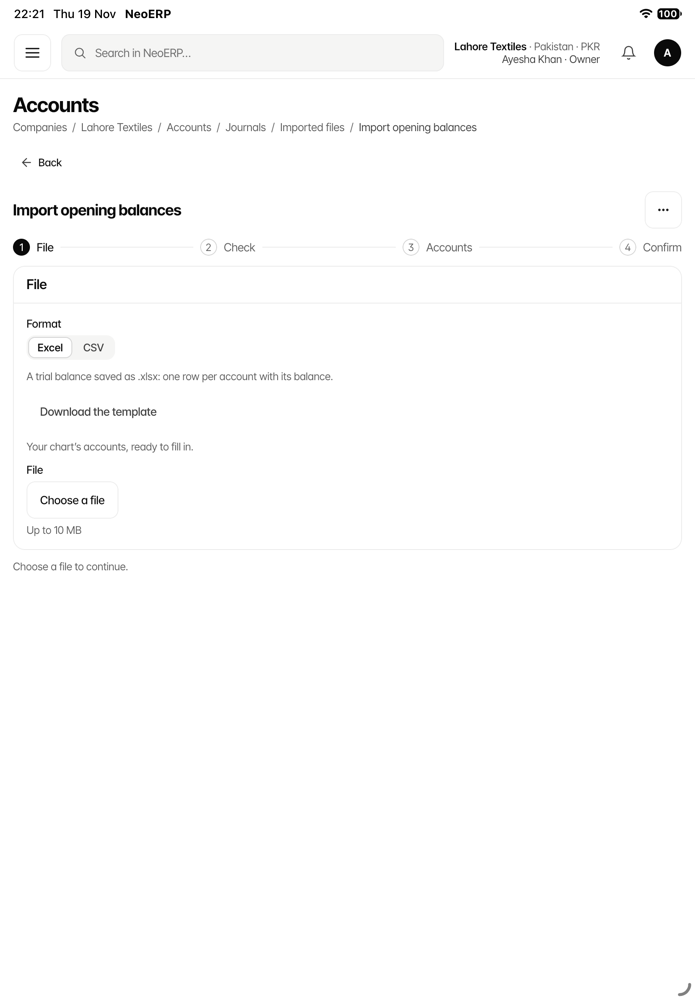 22:21 Thu 19 Nov NeoERP
100
Search in NeoERP...
Lahore Textiles · Pakistan · PKR
Ayesha Khan · Owner
A
Accounts
Companies / Lahore Textiles / Accounts / Journals / Imported files / Import opening balances
Back
Import opening balances
1 File
2 Check
3 Accounts
4 Confirm
File
Format
Excel
CSV
A trial balance saved as .xlsx: one row per account with its balance.
Download the template
Your chart's accounts, ready to fill in.
File
Choose a file
Up to 10 MB
Choose a file to continue.